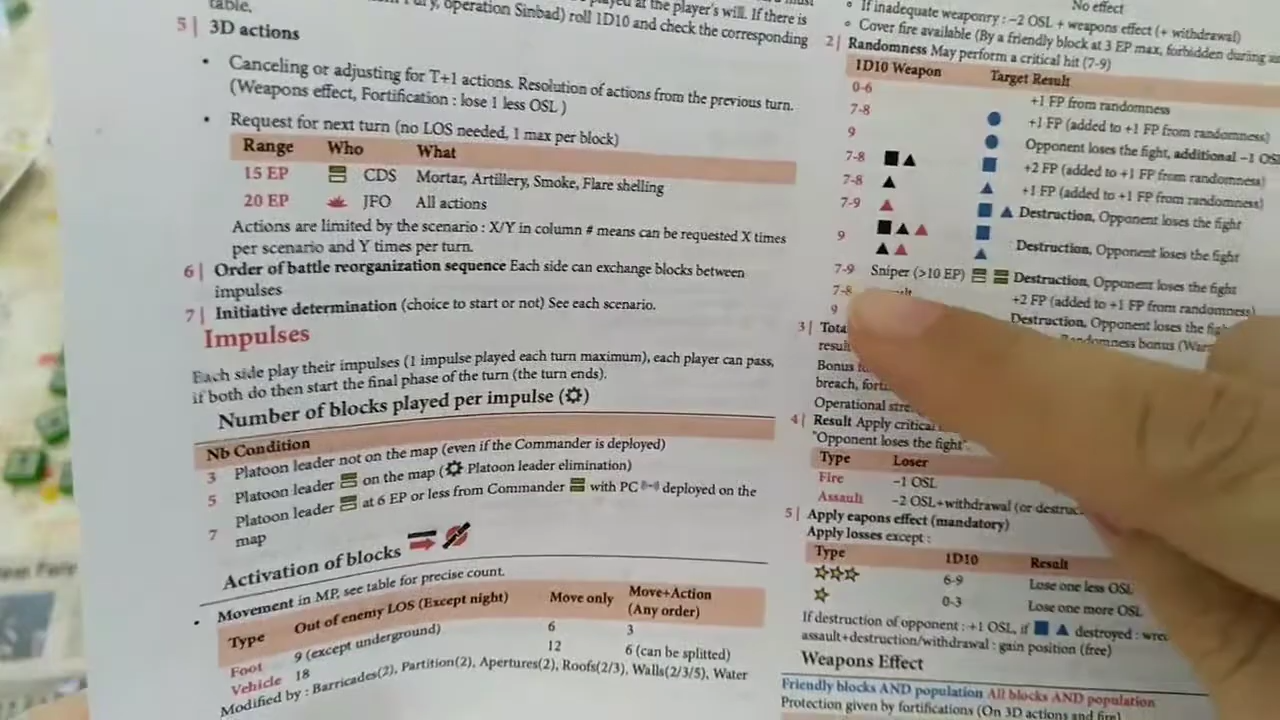 table.
operation Sinbad) roll 1D10 and check the corresponding
5| 3D actions
• Canceling or adjusting for T+1 actions. Resolution of actions from the previous turn.
(Weapons effect, Fortification : lose 1 less OSL )
• Request for next turn (no LOS needed, 1 max per block)
Range Who What
15 EP CDS Mortar, Artillery, Smoke, Flare shelling
20 EP JFO All actions
Actions are limited by the scenario : X/Y in column # means can be requested X times
per scenario and Y times per turn.
6| Order of battle reorganization sequence Each side can exchange blocks between
impulses
7| Initiative determination (choice to start or not) See each scenario.
Impulses
Each side play their impulses (1 impulse played each turn maximum), each player can pass,
if both do then start the final phase of the turn (the turn ends).
Number of blocks played per impulse ( )
Nb Condition
3 Platoon leader not on the map (even if the Commander is deployed)
5 Platoon leader on the map ( Platoon leader elimination)
7 Platoon leader at 6 EP or less from Commander with PC deployed on the
map
Activation of blocks
• Movement in MP, see table for precise count.
Type Out of enemy LOS (Except night) Move only Move+Action
(Any order)
Foot 9 (except underground) 6 3
Vehicle 18 12 6 (can be splitted)
Modified by : Barricades(2), Partition(2), Apertures(2), Roofs(2/3), Walls(2/3/5), Water
No effect
° If inadequate weaponry : -2 OSL + weapons effect (+ withdrawal)
° Cover fire available (By a friendly block at 3 EP max, forbidden during
2| Randomness May perform a critical hit (7-9)
1D10 Weapon Target Result
0-6 +1 FP from randomness
7-8 +1 FP (added to +1 FP from randomness)
9 Opponent loses the fight, additional -1
7-8 +2 FP (added to +1 FP from randomness)
7-8 +1 FP (added to +1 FP from randomness)
7-9 Destruction, Opponent loses the fight
9 Destruction, Opponent loses the fight
7-9 Sniper (>10 EP) Destruction, Opponent loses the fight
7-8 +2 FP (added to +1 FP from randomness)
9 Destruction, Opponent loses the
3| bonus
4| Result Apply
"Opponent loses the fight".
Type Loser
Fire -1 OSL
Assault -2 OSL+withdrawal (or
5| Apply eapons effect (mandatory)
Apply losses except :
Type 1D10 Result
6-9 Lose one less OSL
0-3 Lose one more OSL
If destruction of opponent : +1 OSL, if destroyed :
assault+destruction/withdrawal : gain position (free)
Weapons Effect
Friendly blocks AND population All blocks AND population
Protection given by fortifications (On 3D actions and fire)